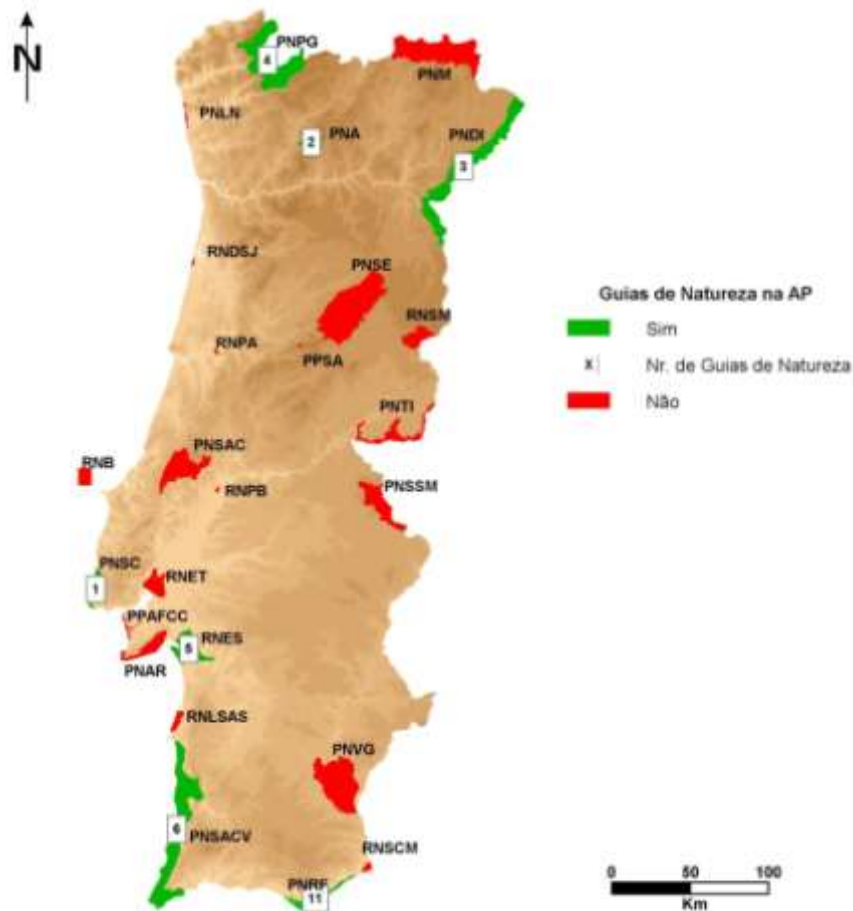 N
PNPG
4
PNM
PNLN
PNA
2
PNDI
3
RNDSJ
PNSE
RNSM
RNPA
PPSA
PNTI
PNSAC
RNB
RNPB
PNSSM
PNSC
1
RNET
PPAFCC
RNES
5
PNAR
RNLSAS
PNVG
6
PNSACV
RNSCM
PNRF
11
Guias de Natureza na AP
Sim
x Nr. de Guias de Natureza
Não
0 50 100
Km